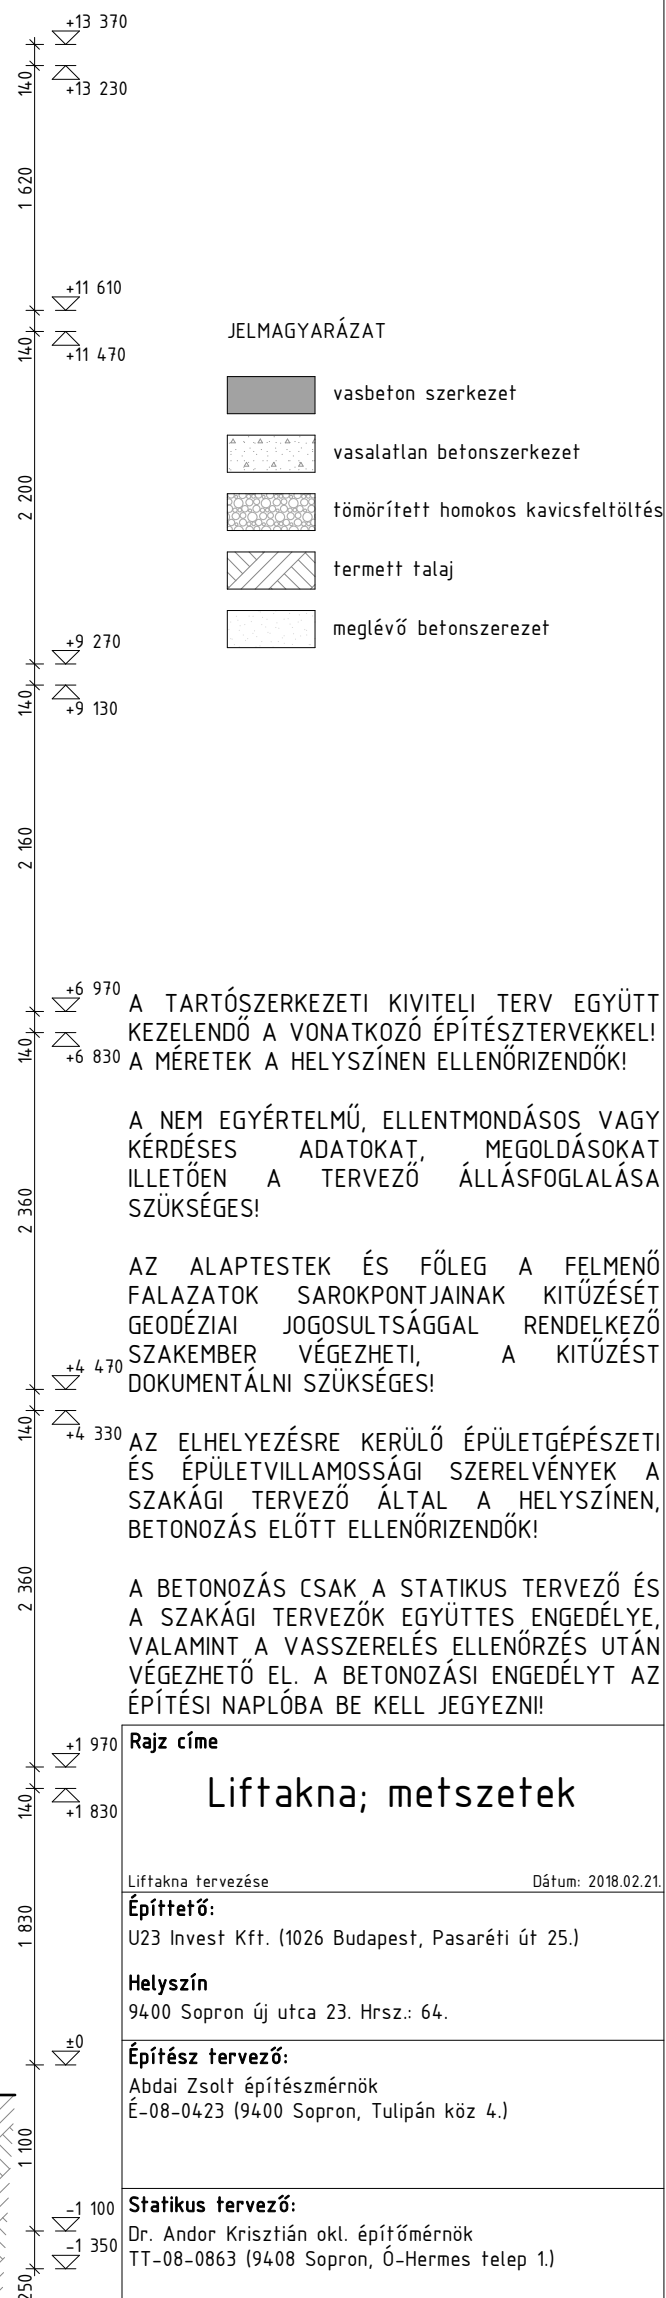 +13 370
140
+13 230
1 620
+11 610
140
+11 470
2 200
+9 270
140
+9 130
2 160
+6 970
140
+6 830
2 360
+4 470
140
+4 330
2 360
+1 970
140
+1 830
1 830
±0
1 100
-1 100
-1 350
250
JELMAGYARÁZAT
vasbeton szerkezet
vasalatlan betonszerkezet
tömörített homokos kavicsfeltöltés
termett talaj
meglévő betonszerezet
A TARTÓSZERKEZETI KIVITELI TERV EGYÜTT
KEZELENDŐ A VONATKOZÓ ÉPÍTÉSZTERVEKKEL!
A MÉRETEK A HELYSZÍNEN ELLENŐRIZENDŐK!
A NEM EGYÉRTELMŰ, ELLENTMONDÁSOS VAGY
KÉRDÉSES ADATOKAT, MEGOLDÁSOKAT
ILLETŐEN A TERVEZŐ ÁLLÁSFOGLALÁSA
SZÜKSÉGES!
AZ ALAPTESTEK ÉS FŐLEG A FELMENŐ
FALAZATOK SAROKPONTJAINAK KITŰZÉSÉT
GEODÉZIAI JOGOSULTSÁGGAL RENDELKEZŐ
SZAKEMBER VÉGEZHETI, A KITŰZÉST
DOKUMENTÁLNI SZÜKSÉGES!
AZ ELHELYEZÉSRE KERÜLŐ ÉPÜLETGÉPÉSZETI
ÉS ÉPÜLETVILLAMOSSÁGI SZERELVÉNYEK A
SZAKÁGI TERVEZŐ ÁLTAL A HELYSZÍNEN,
BETONOZÁS ELŐTT ELLENŐRIZENDŐK!
A BETONOZÁS CSAK A STATIKUS TERVEZŐ ÉS
A SZAKÁGI TERVEZŐK EGYÜTTES ENGEDÉLYE,
VALAMINT A VASSZERELÉS ELLENŐRZÉS UTÁN
VÉGEZHETŐ EL. A BETONOZÁSI ENGEDÉLYT AZ
ÉPÍTÉSI NAPLÓBA BE KELL JEGYEZNI!
Rajz címe
Liftakna; metszetek
Liftakna tervezése Dátum: 2018.02.21.
Építtető:
U23 Invest Kft. (1026 Budapest, Pasaréti út 25.)
Helyszín
9400 Sopron új utca 23. Hrsz.: 64.
Építész tervező:
Abdai Zsolt építészmérnök
É-08-0423 (9400 Sopron, Tulipán köz 4.)
Statikus tervező:
Dr. Andor Krisztián okl. építőmérnök
TT-08-0863 (9408 Sopron, Ó-Hermes telep 1.)